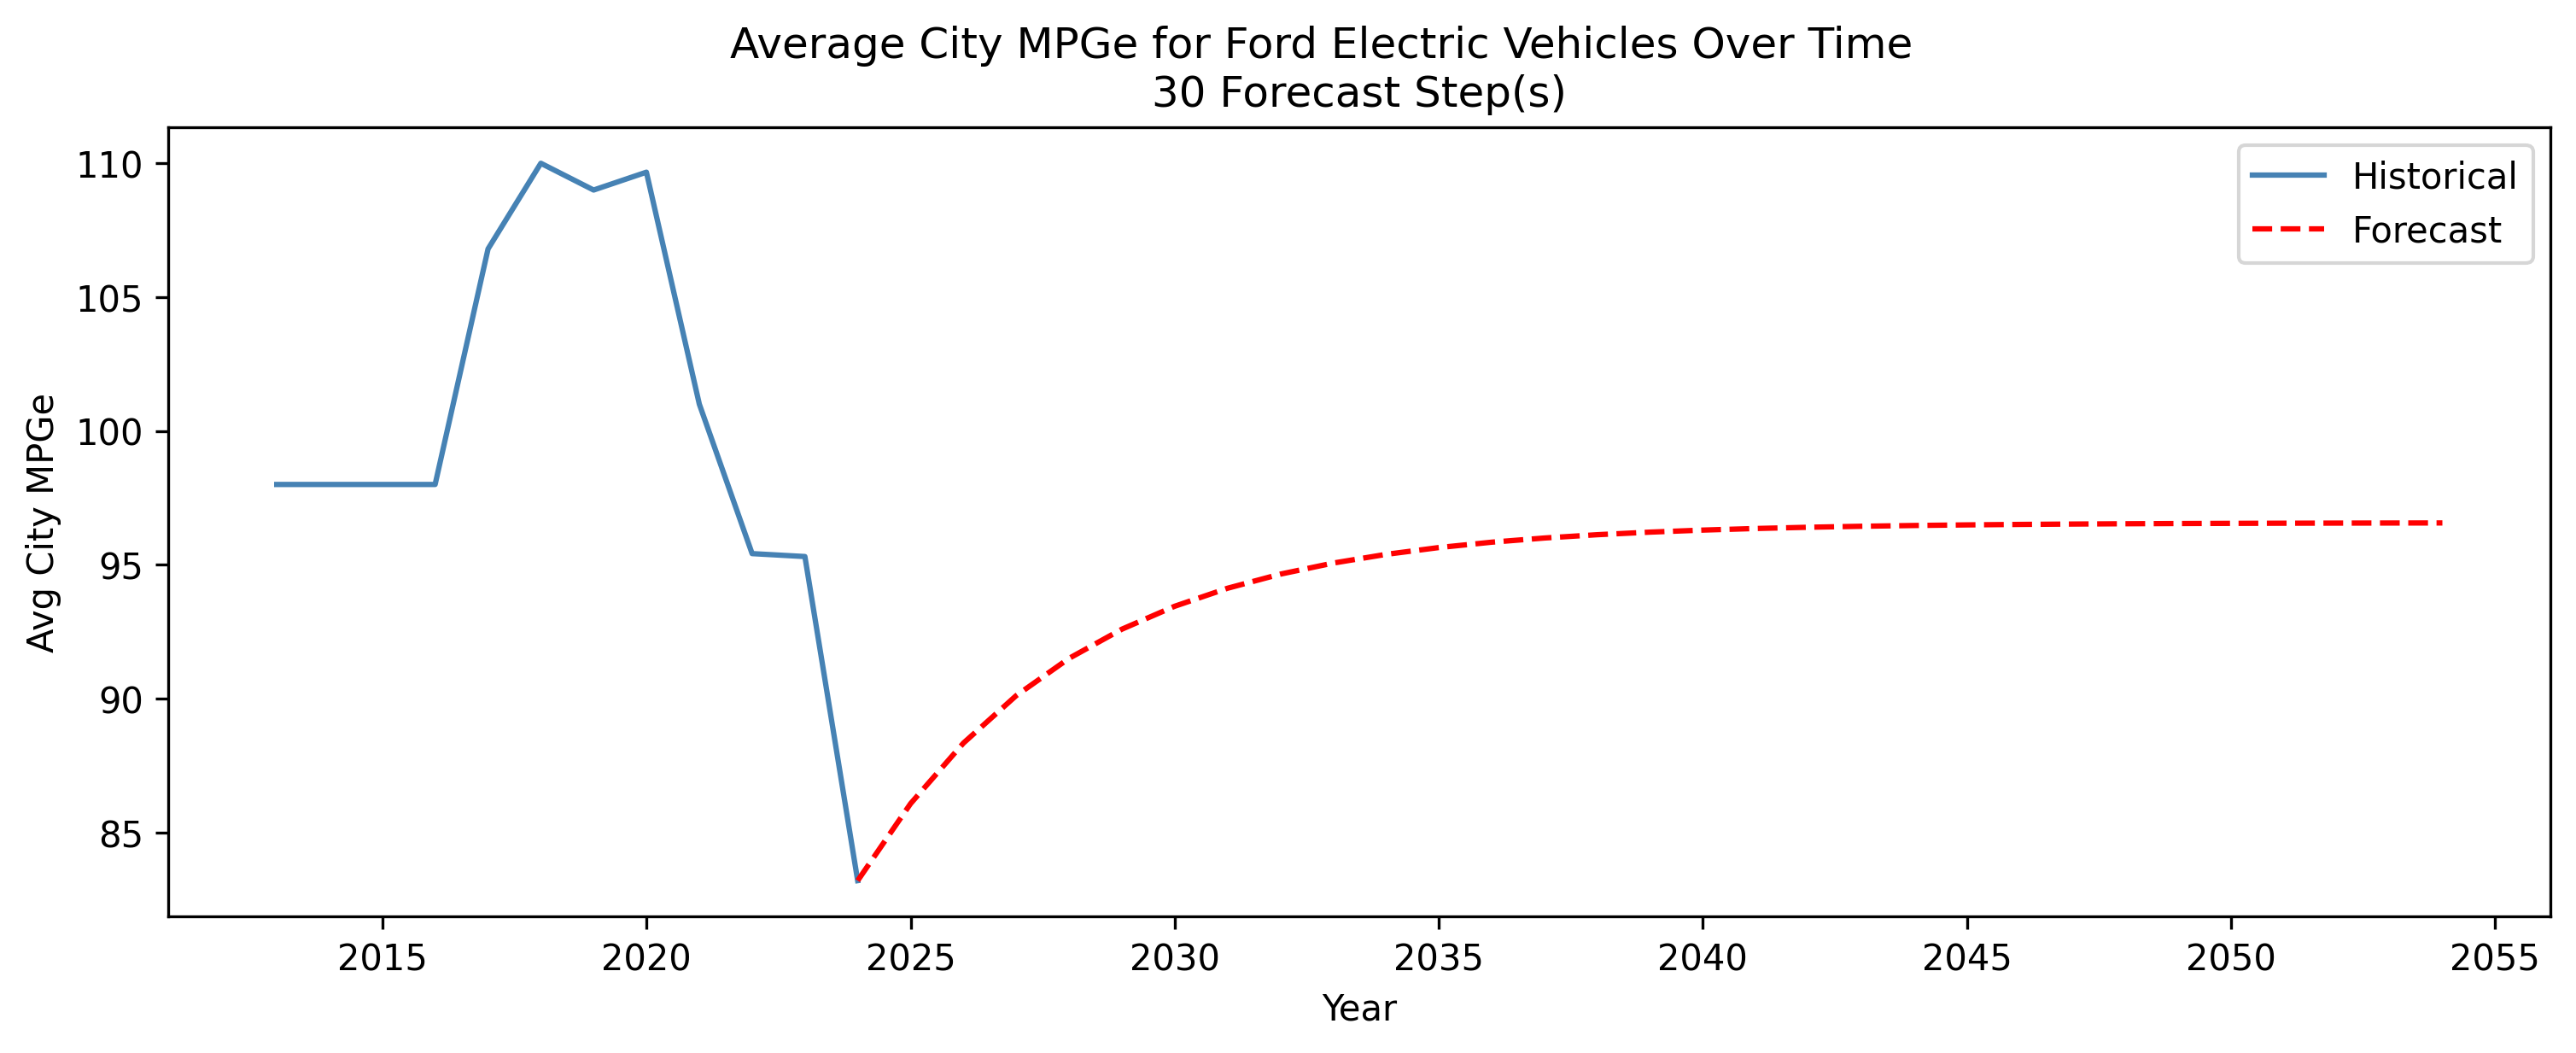 Average City MPGe for Ford Electric Vehicles Over Time
30 Forecast Step(s)
Historical
Forecast
Avg City MPGe
110
105
100
95
90
85
2015
2020
2025
2030
2035
2040
2045
2050
2055
Year